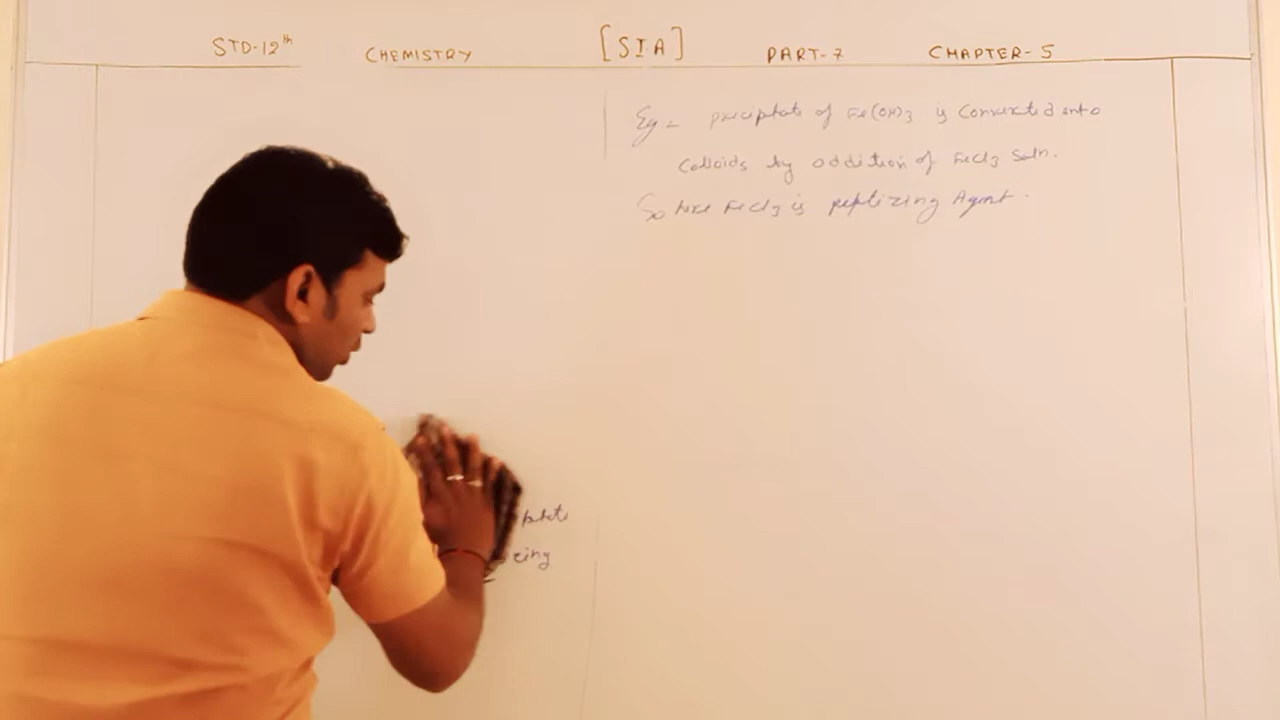 STD-12th CHEMISTRY [SIA] PART-7 CHAPTER-5
Eg = precipitate of Fe(OH)3 is converted into
colloids by addition of FeCl3 soln.
So here FeCl3 is peptizing Agent.
zing